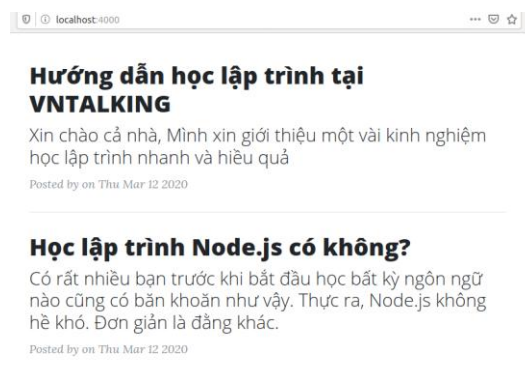 localhost:4000
Hướng dẫn học lập trình tại
VNTALKING
Xin chào cả nhà, Mình xin giới thiệu một vài kinh nghiệm
học lập trình nhanh và hiều quả
Posted by on Thu Mar 12 2020
Học lập trình Node.js có không?
Có rất nhiều bạn trước khi bắt đầu học bất kỳ ngôn ngữ
nào cũng có băn khoăn như vậy. Thực ra, Node.js không
hề khó. Đơn giản là đằng khác.
Posted by on Thu Mar 12 2020